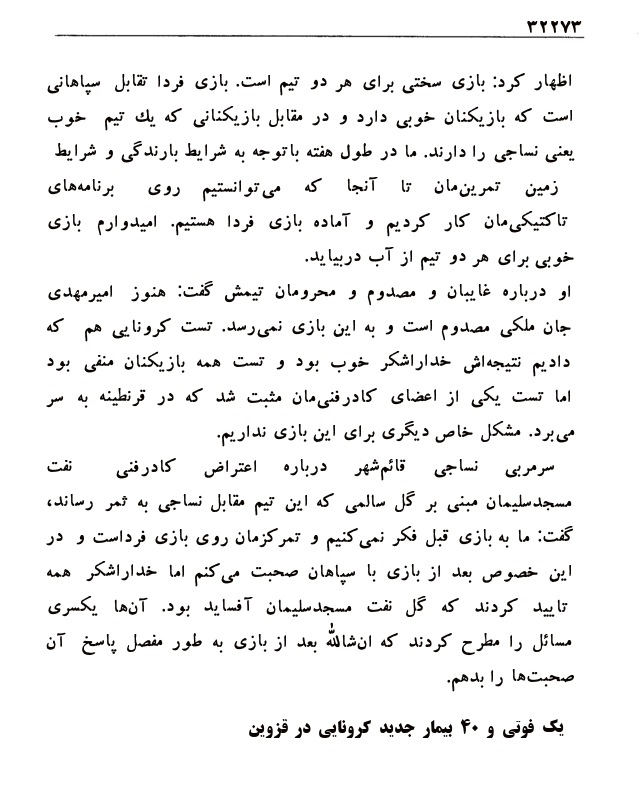 ۳۲۲۷۳
اظهار کرد: بازی سختی برای هر دو تیم است. بازی فردا تقابل سپاهانی
است که بازیکنان خوبی دارد و در مقابل بازیکنانی که یك تیم خوب
یعنی نساجی را دارند. ما در طول هفته باتوجه به شرایط بارندگی و شرایط
زمین تمرین‌مان تا آنجا که می‌توانستیم روی برنامه‌های
تاکتیکی‌مان کار کردیم و آماده بازی فردا هستیم. امیدوارم بازی
خوبی برای هر دو تیم از آب دربیاید.
او درباره غایبان و مصدوم و محرومان تیمش گفت: هنوز امیرمهدی
جان ملکی مصدوم است و به این بازی نمی‌رسد. تست کرونایی هم که
دادیم نتیجه‌اش خداراشکر خوب بود و تست همه بازیکنان منفی بود
اما تست یکی از اعضای کادرفنی‌مان مثبت شد که در قرنطینه به سر
می‌برد. مشکل خاص دیگری برای این بازی نداریم.
سرمربی نساجی قائم‌شهر درباره اعتراض کادرفنی نفت
مسجدسلیمان مبنی بر گل سالمی که این تیم مقابل نساجی به ثمر رساند،
گفت: ما به بازی قبل فکر نمی‌کنیم و تمرکزمان روی بازی فرداست و در
این خصوص بعد از بازی با سپاهان صحبت می‌کنم اما خداراشکر همه
تایید کردند که گل نفت مسجدسلیمان آفساید بود. آن‌ها یکسری
مسائل را مطرح کردند که ان‌شالله بعد از بازی به طور مفصل پاسخ آن
صحبت‌ها را بدهم.
یک فوتی و ۴۰ بیمار جدید کرونایی در قزوین